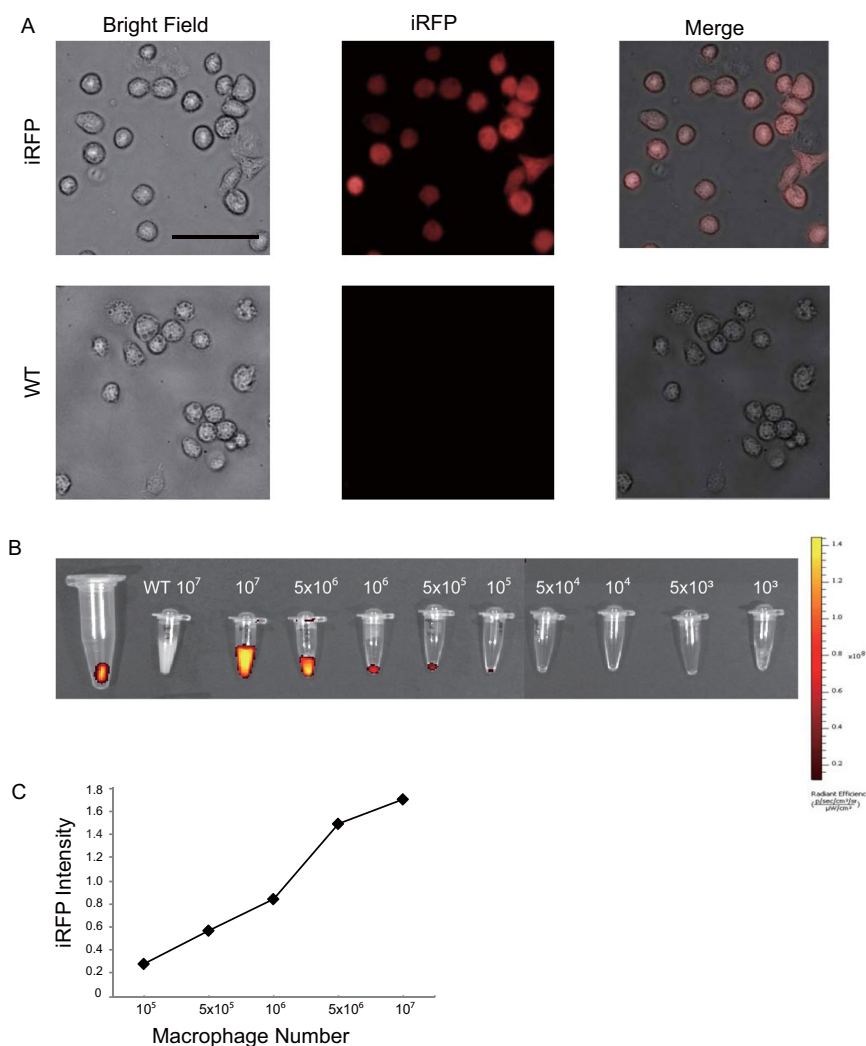 A
Bright Field
iRFP
Merge
iRFP
WT
B
WT 10⁷
10⁷
5x10⁶
10⁶
5x10⁵
10⁵
5x10⁴
10⁴
5x10³
10³
1.4
1.2
1.0
0.8
x10⁸
0.6
0.4
0.2
Radiant Efficienc
C
1.8
1.6
1.4
1.2
1.0
0.8
0.6
0.4
0.2
0
iRFP Intensity
10⁵
5x10⁵
10⁶
5x10⁶
10⁷
Macrophage Number